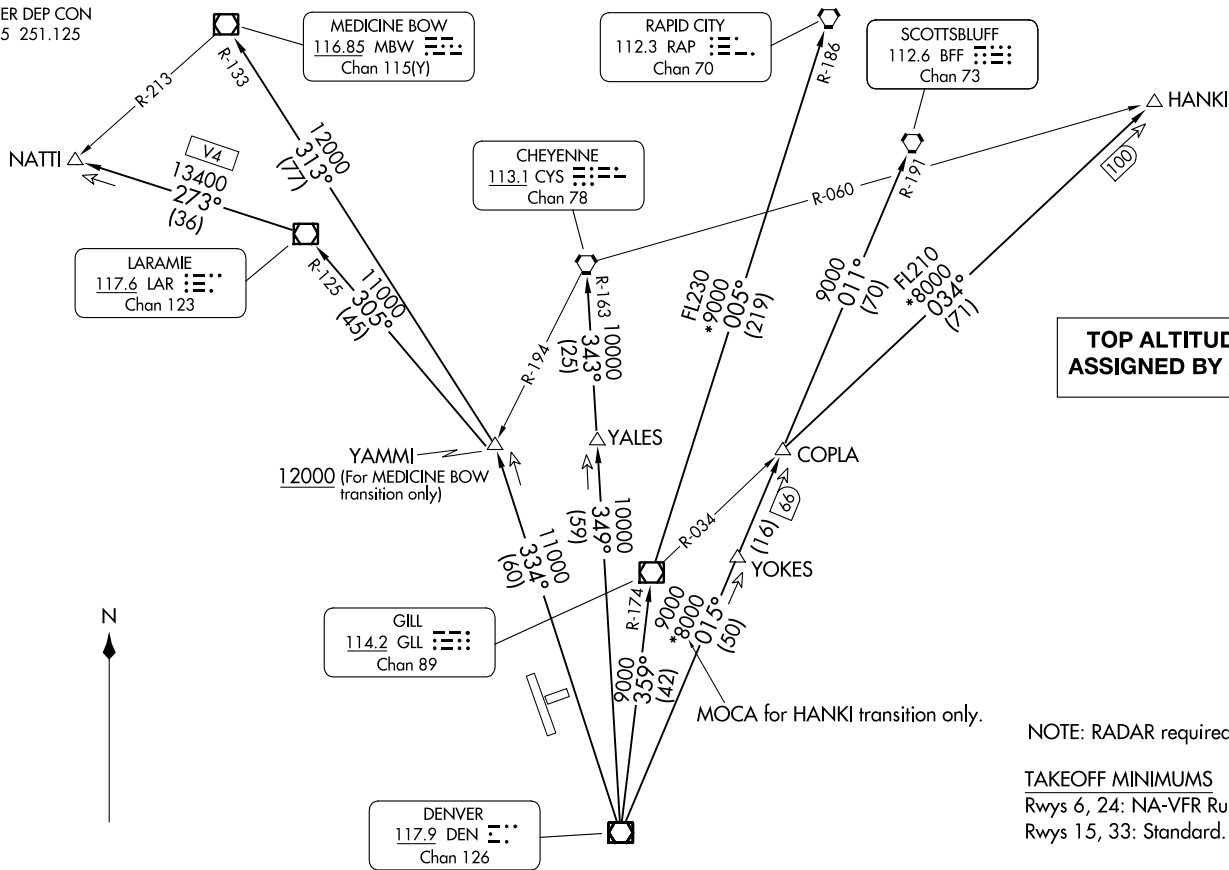 ER DEP CON
5 251.125
MEDICINE BOW
116.85 MBW
Chan 115(Y)
RAPID CITY
112.3 RAP
Chan 70
SCOTTSBLUFF
112.6 BFF
Chan 73
R-133
R-213
R-186
HANKI
NATTI
V4
13400
273°
(36)
12000
313°
(77)
CHEYENNE
113.1 CYS
Chan 78
R-060
R-191
100
LARAMIE
117.6 LAR
Chan 123
R-125
11000
305°
(45)
11000
R-194
R-163
10000
343°
(25)
FL230
*9000
005°
(219)
9000
011°
(70)
FL210
*8000
034°
(71)
TOP ALTITUD
ASSIGNED BY
YAMMI
12000 (For MEDICINE BOW
transition only)
YALES
COPLA
66
(16)
R-034
YOKES
11000
334°
(60)
10000
349°
(59)
GILL
114.2 GLL
Chan 89
R-174
9000
*8000
015°
(50)
9000
359°
(42)
MOCA for HANKI transition only.
N
NOTE: RADAR required
TAKEOFF MINIMUMS
Rwys 6, 24: NA-VFR Ru
Rwys 15, 33: Standard.
DENVER
117.9 DEN
Chan 126